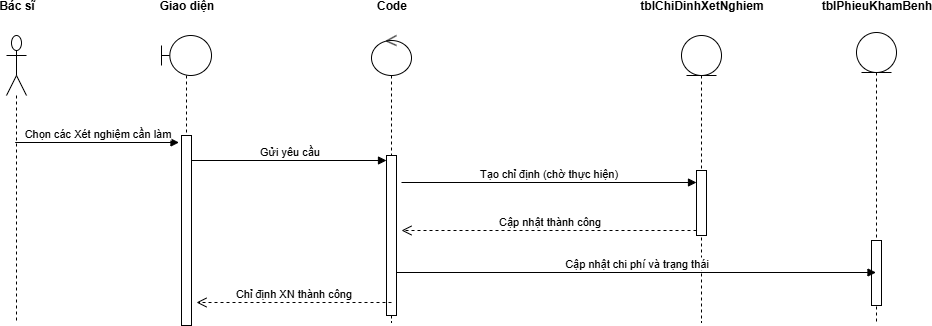 Bác sĩ
Giao diện
Code
tblChiDinhXetNghiem
tblPhieuKhamBenh
Chọn các Xét nghiệm cần làm
Gửi yêu cầu
Tạo chỉ định (chờ thực hiện)
Cập nhật thành công
Cập nhật chi phí và trạng thái
Chỉ định XN thành công